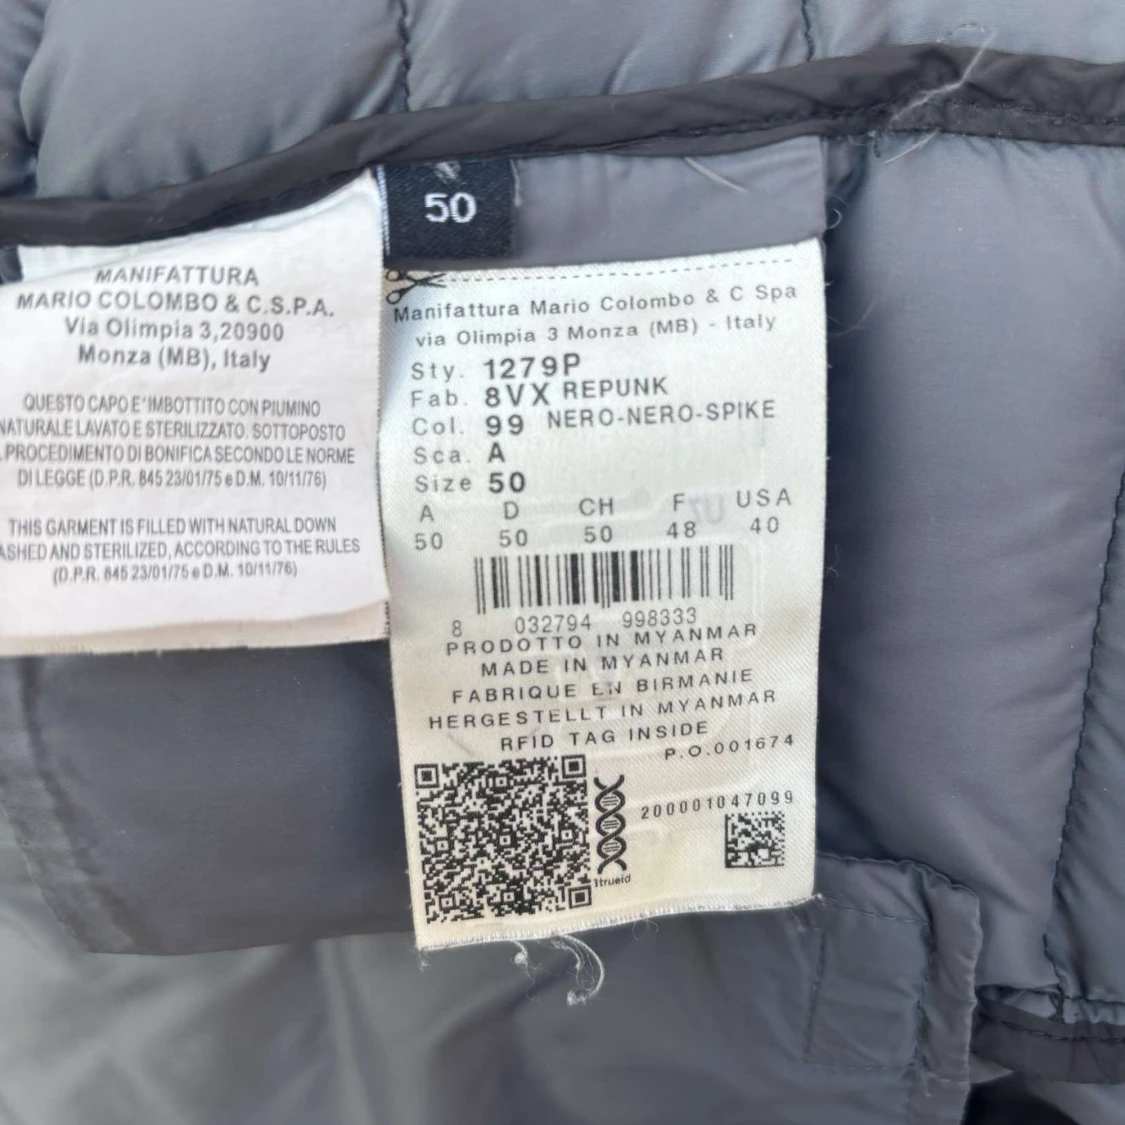 50
MANIFATTURA
MARIO COLOMBO & C.S.P.A.
Via Olimpia 3,20900
Monza (MB), Italy
QUESTO CAPO E' IMBOTTITO CON PIUMINO
NATURALE LAVATO E STERILIZZATO. SOTTOPOSTO
PROCEDIMENTO DI BONIFICA SECONDO LE NORME
DI LEGGE (D.P.R. 845 23/01/75 e D.M. 10/11/76)
THIS GARMENT IS FILLED WITH NATURAL DOWN
ASHED AND STERILIZED, ACCORDING TO THE RULES
(D.P.R. 845 23/01/75 e D.M. 10/11/76)
Manifattura Mario Colombo & C Spa
via Olimpia 3 Monza (MB) - Italy
Sty. 1279P
Fab. 8VX REPUNK
Col. 99 NERO-NERO-SPIKE
Sca. A
Size 50
A D CH F USA
50 50 50 48 40
8 032794 998333
PRODOTTO IN MYANMAR
MADE IN MYANMAR
FABRIQUE EN BIRMANIE
HERGESTELLT IN MYANMAR
RFID TAG INSIDE
P.O.001674
200001047099
1trueid